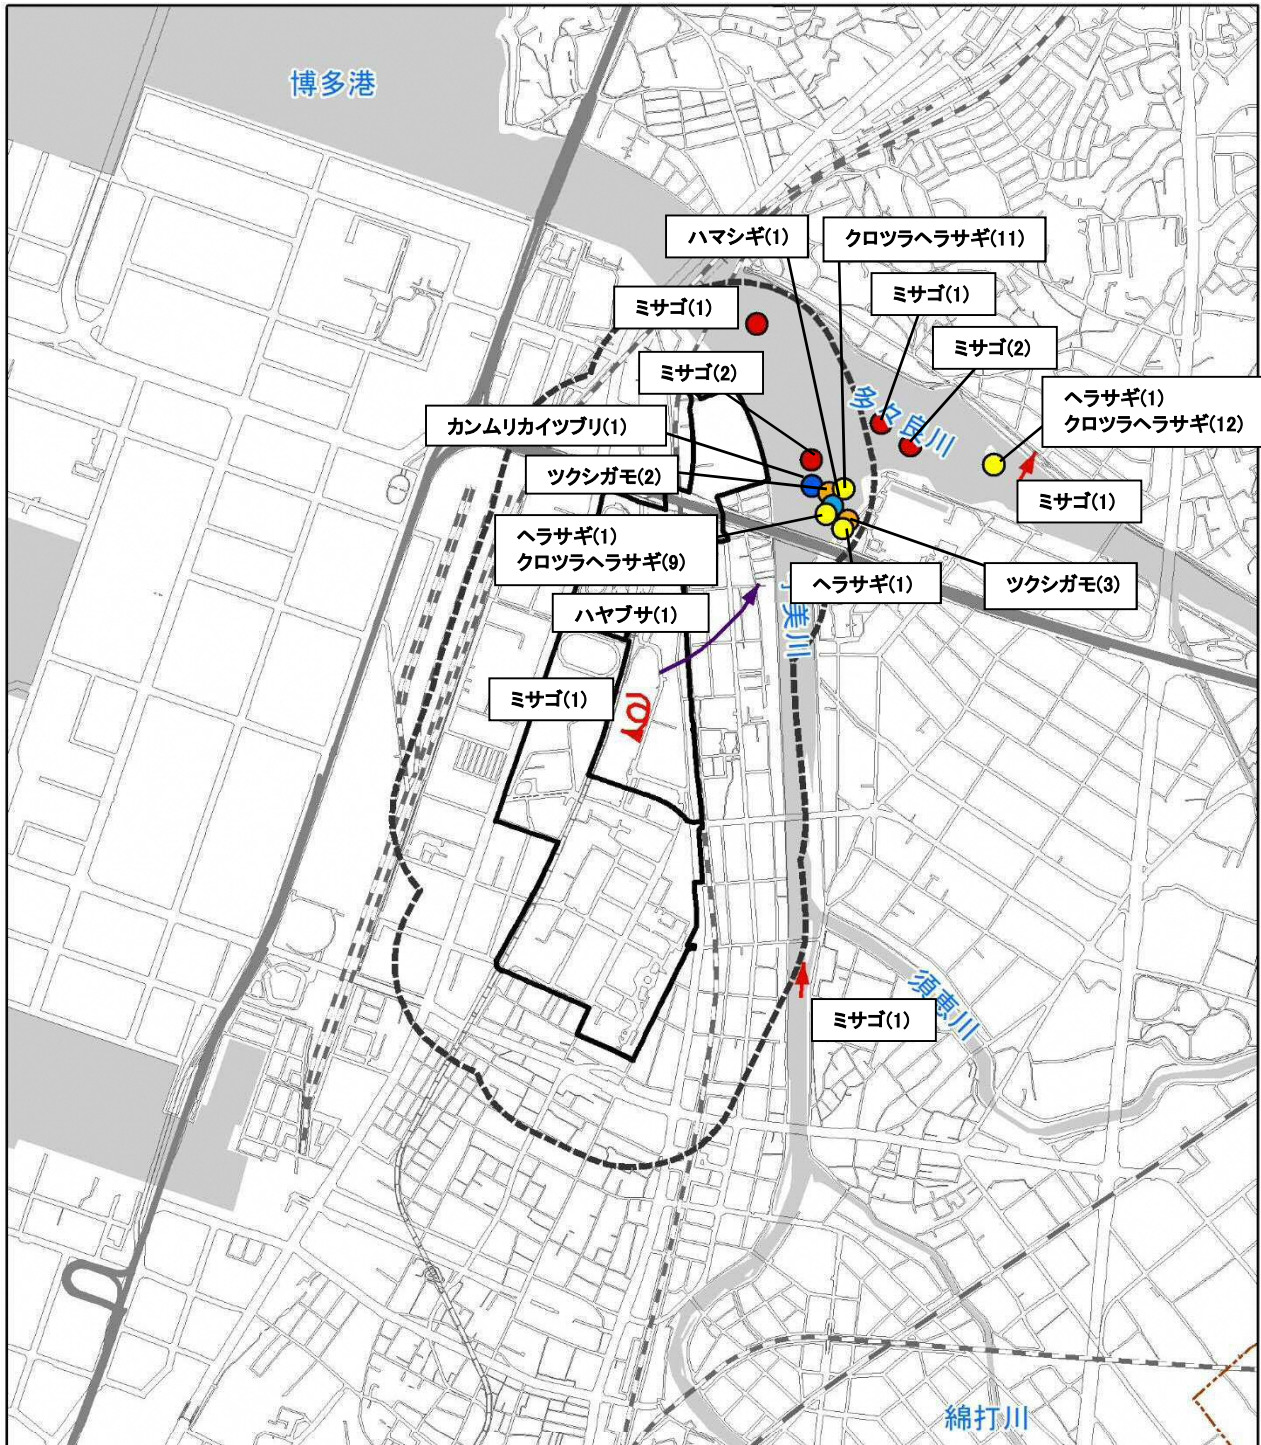 博多港
ハマシギ(1)
クロツラヘラサギ(11)
ミサゴ(1)
ミサゴ(1)
ミサゴ(2)
ミサゴ(2)
ヘラサギ(1)
クロツラヘラサギ(12)
多々良川
カンムリカイツブリ(1)
ツクシガモ(2)
ミサゴ(1)
ヘラサギ(1)
クロツラヘラサギ(9)
ヘラサギ(1)
ツクシガモ(3)
ハヤブサ(1)
美川
ミサゴ(1)
須恵川
ミサゴ(1)
綿打川